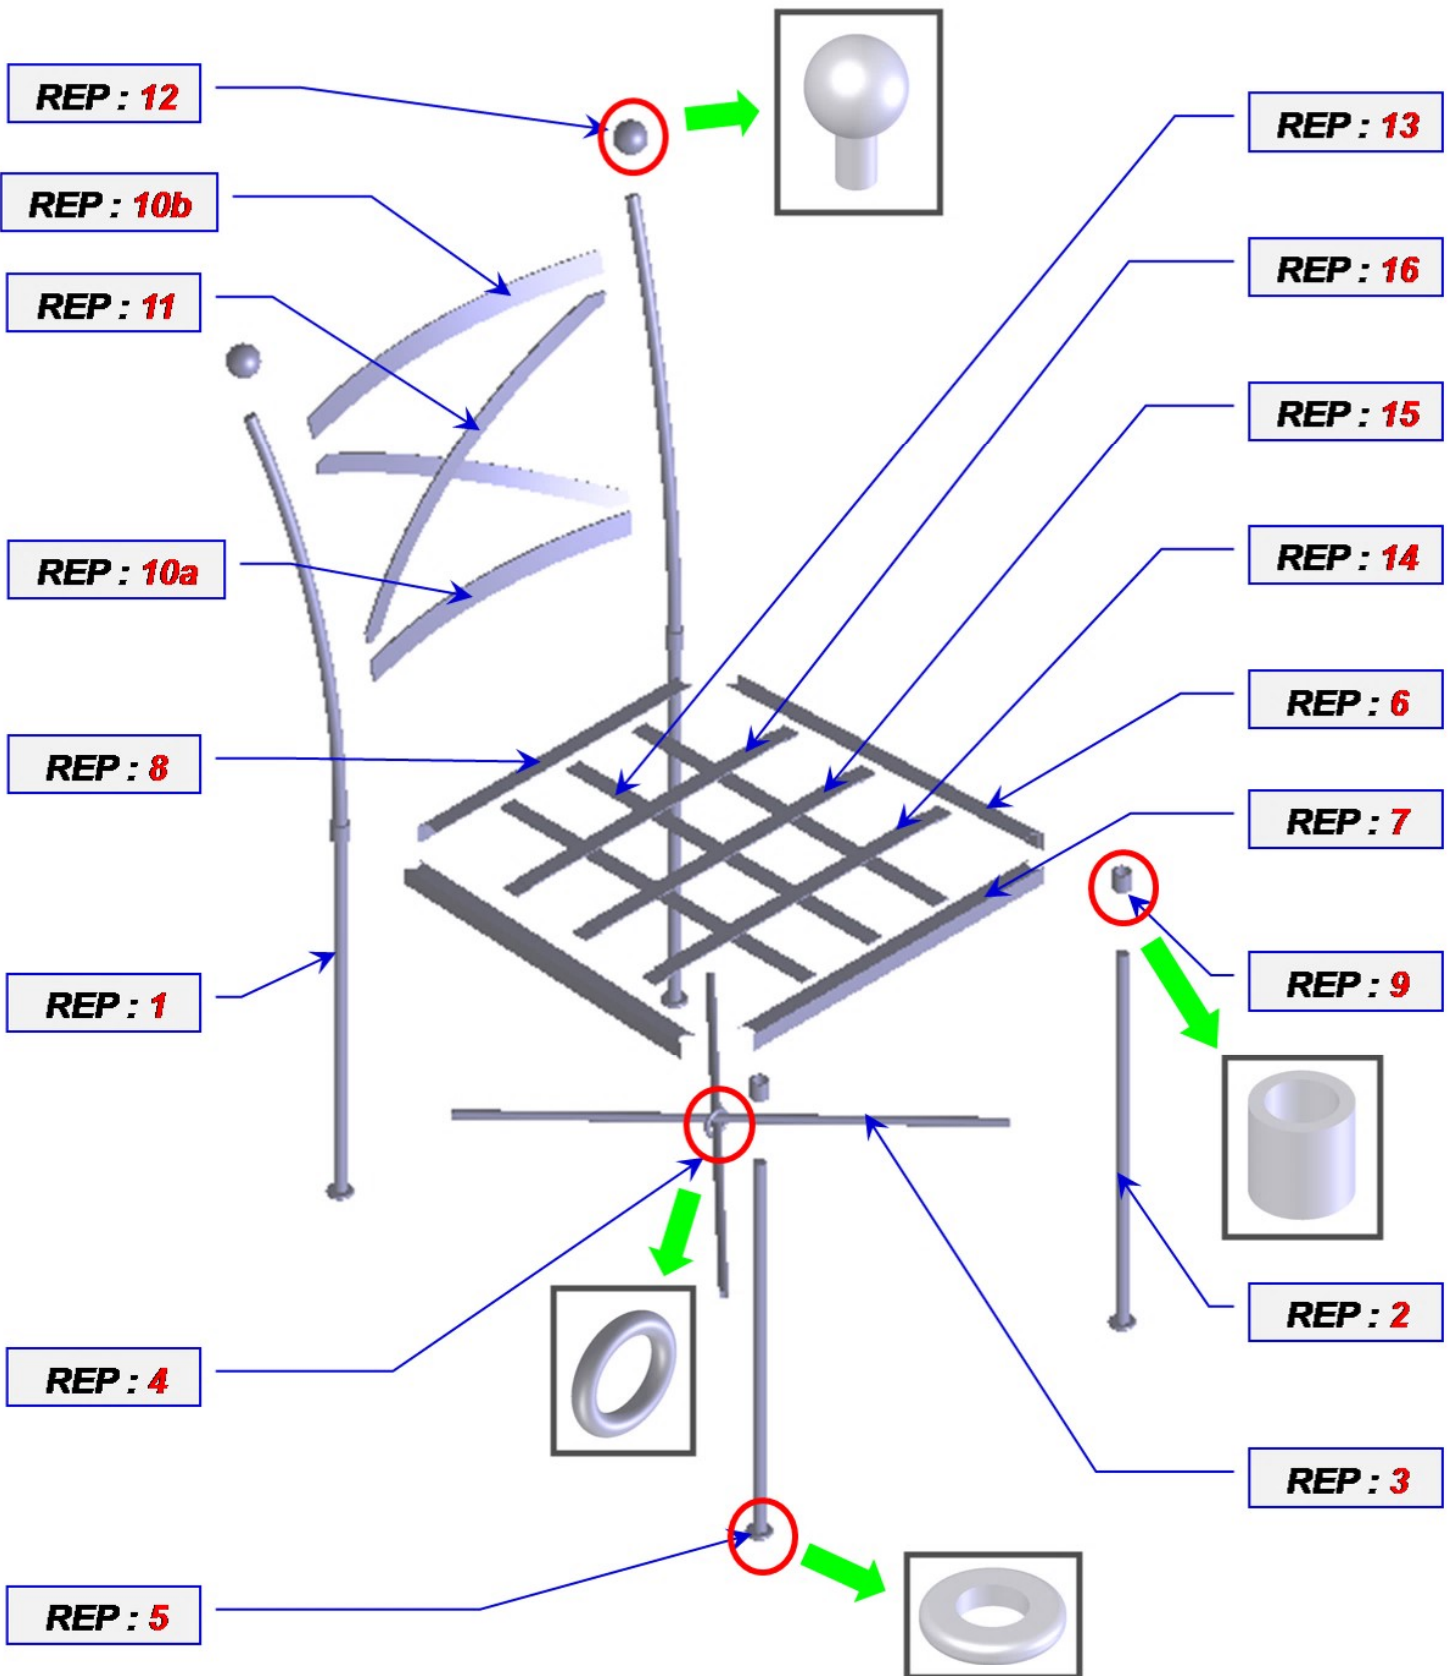 REP : 12
REP : 10b
REP : 11
REP : 10a
REP : 8
REP : 1
REP : 4
REP : 5
REP : 13
REP : 16
REP : 15
REP : 14
REP : 6
REP : 7
REP : 9
REP : 2
REP : 3